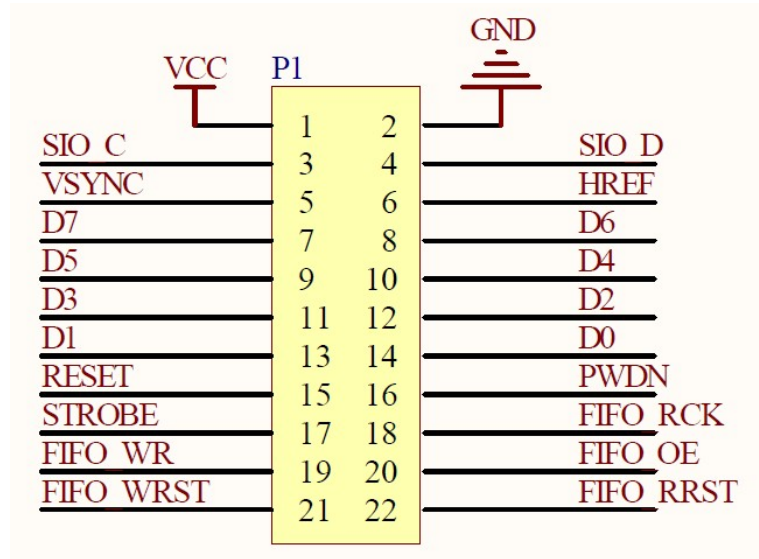 GND
VCC P1
1 2
SIO_C 3 4 SIO_D
VSYNC 5 6 HREF
D7 7 8 D6
D5 9 10 D4
D3 11 12 D2
D1 13 14 D0
RESET 15 16 PWDN
STROBE 17 18 FIFO_RCK
FIFO_WR 19 20 FIFO_OE
FIFO_WRST 21 22 FIFO_RRST